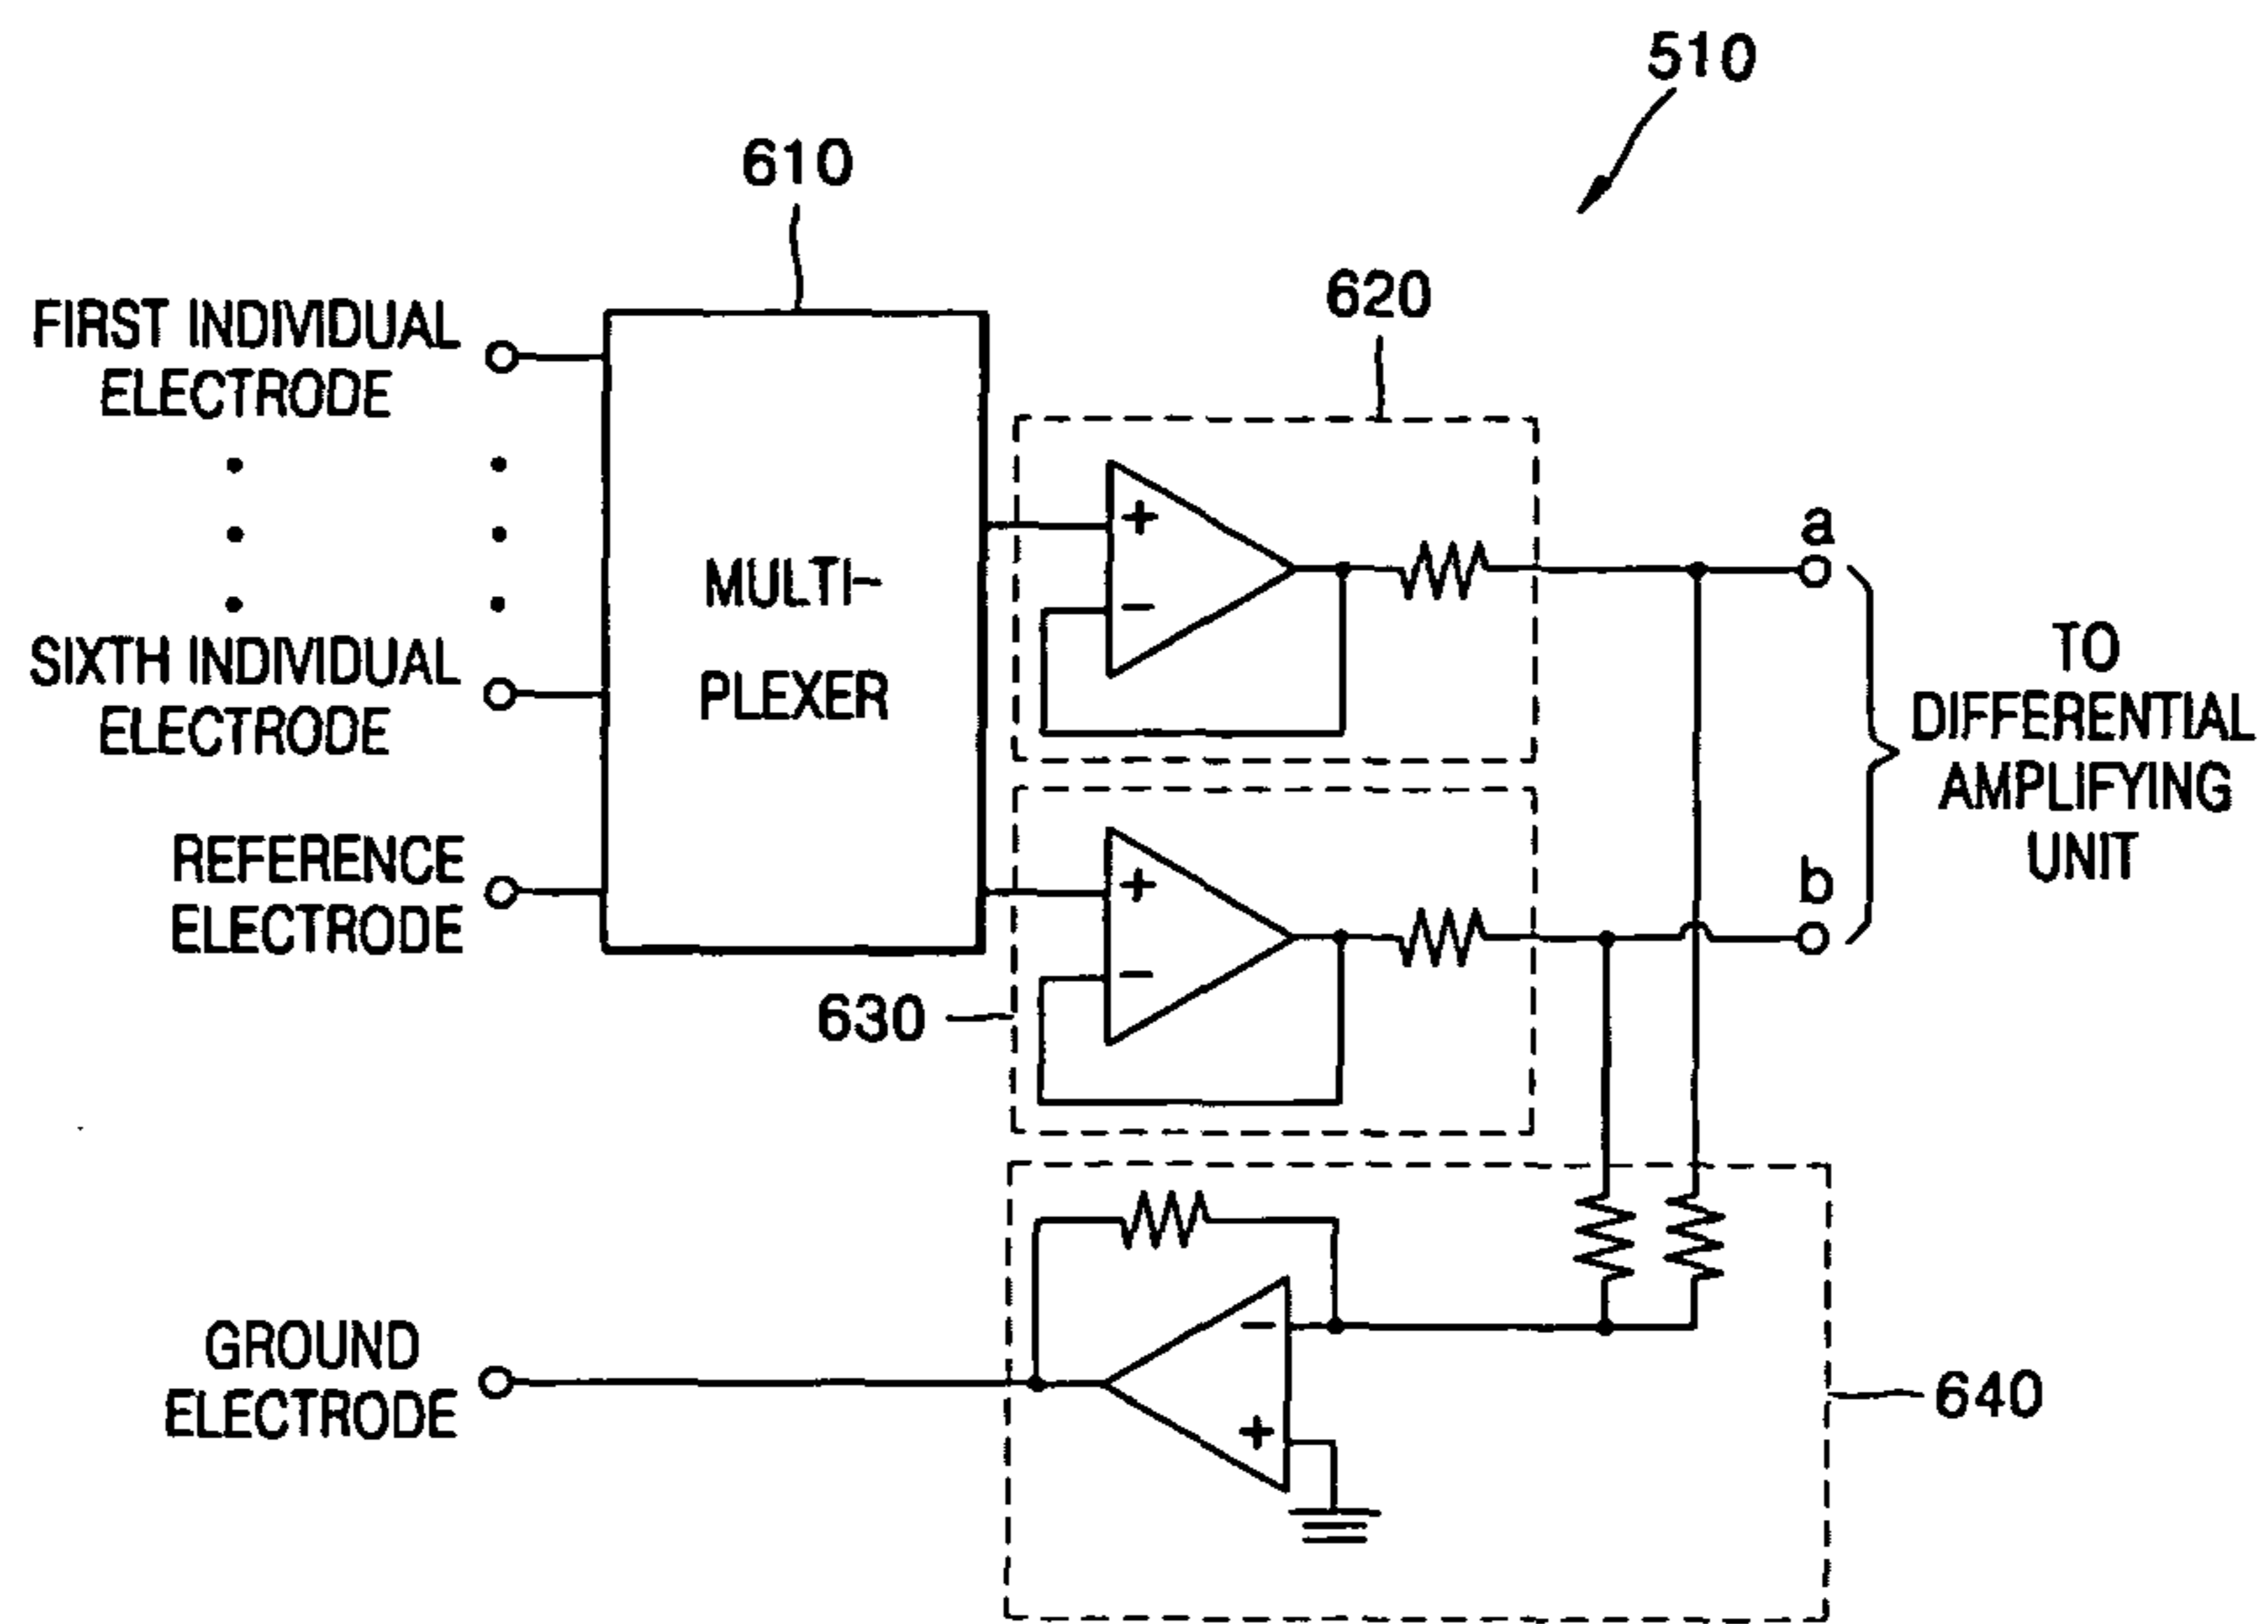 510
610
620
FIRST INDIVIDUAL
ELECTRODE
SIXTH INDIVIDUAL
ELECTRODE
REFERENCE
ELECTRODE
MULTI-
PLEXER
+
−
a
TO
DIFFERENTIAL
AMPLIFYING
UNIT
b
+
−
630
−
+
GROUND
ELECTRODE
640